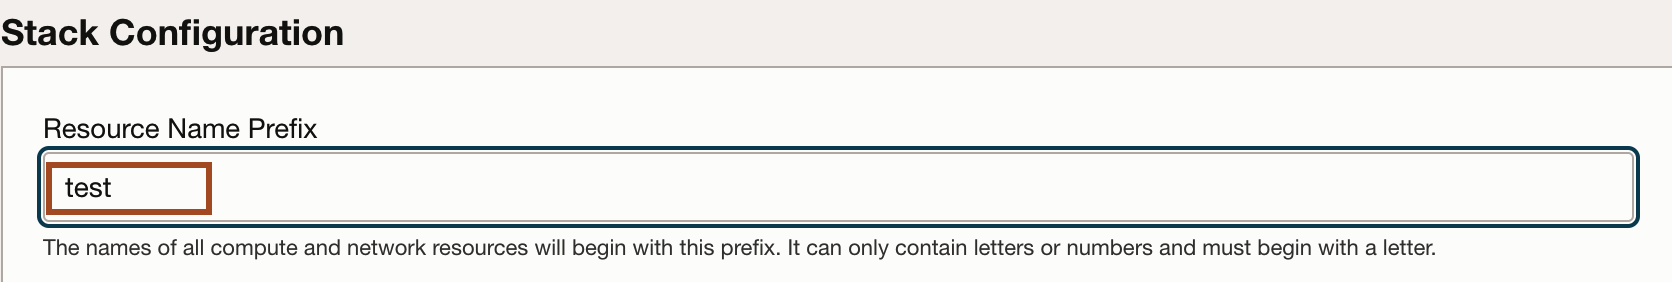 Stack Configuration
Resource Name Prefix
test
The names of all compute and network resources will begin with this prefix. It can only contain letters or numbers and must begin with a letter.